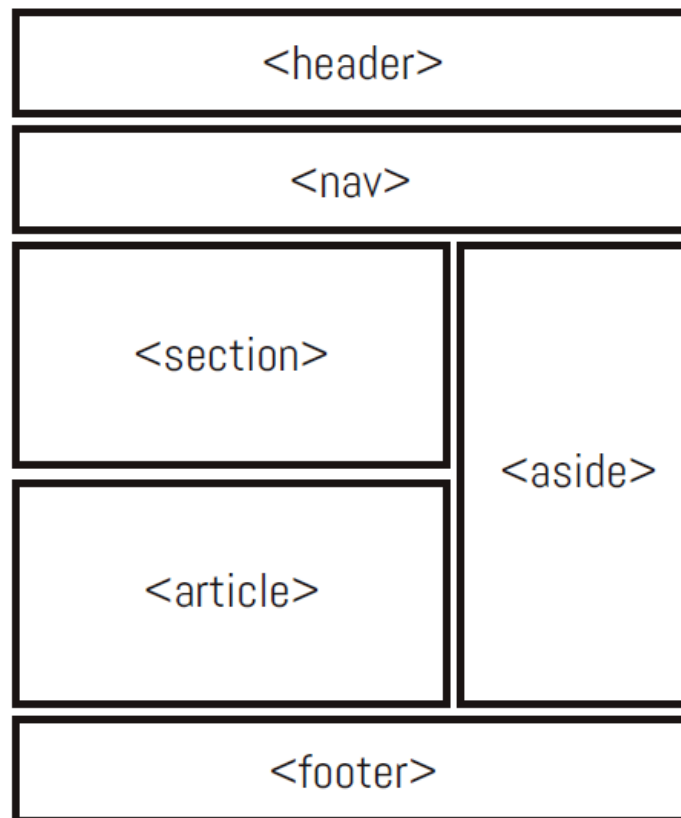 <header>
<nav>
<section>
<article>
<aside>
<footer>